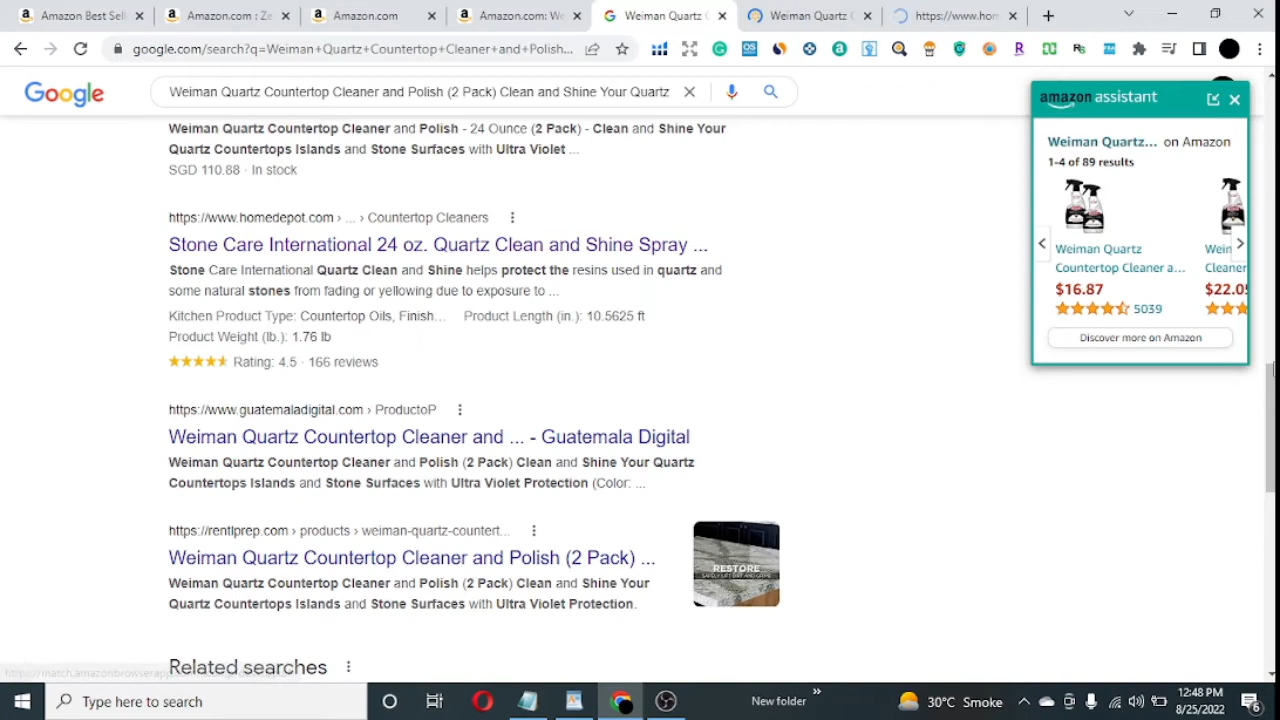 Amazon Best Sell
Amazon.com : Ze
Amazon.com
Amazon.com: We
Weiman Quartz C
Weiman Quartz C
https://www.hom
google.com/search?q=Weiman+Quartz+Countertop+Cleaner+and+Polish...
Google
Weiman Quartz Countertop Cleaner and Polish (2 Pack) Clean and Shine Your Quartz
Weiman Quartz Countertop Cleaner and Polish - 24 Ounce (2 Pack) - Clean and Shine Your
Quartz Countertops Islands and Stone Surfaces with Ultra Violet ...
SGD 110.88 · In stock
https://www.homedepot.com › ... › Countertop Cleaners
Stone Care International 24 oz. Quartz Clean and Shine Spray ...
Stone Care International Quartz Clean and Shine helps protect the resins used in quartz and
some natural stones from fading or yellowing due to exposure to ...
Kitchen Product Type: Countertop Oils, Finish... Product Length (in.): 10.5625 ft
Product Weight (lb.): 1.76 lb
Rating: 4.5 · 166 reviews
https://www.guatemaladigital.com › ProductoP
Weiman Quartz Countertop Cleaner and ... - Guatemala Digital
Weiman Quartz Countertop Cleaner and Polish (2 Pack) Clean and Shine Your Quartz
Countertops Islands and Stone Surfaces with Ultra Violet Protection (Color: ...
https://rentlprep.com › products › weiman-quartz-countert...
Weiman Quartz Countertop Cleaner and Polish (2 Pack) ...
Weiman Quartz Countertop Cleaner and Polish (2 Pack) Clean and Shine Your
Quartz Countertops Islands and Stone Surfaces with Ultra Violet Protection.
RESTORE
SAFELY LIFT DIRT AND GRIME
Related searches
amazon assistant
Weiman Quartz... on Amazon
1-4 of 89 results
Weiman Quartz
Countertop Cleaner a...
$16.87
5039
Wein
Cleaner
$22.05
Discover more on Amazon
Type here to search
New folder
30°C Smoke
12:48 PM
8/25/2022
6